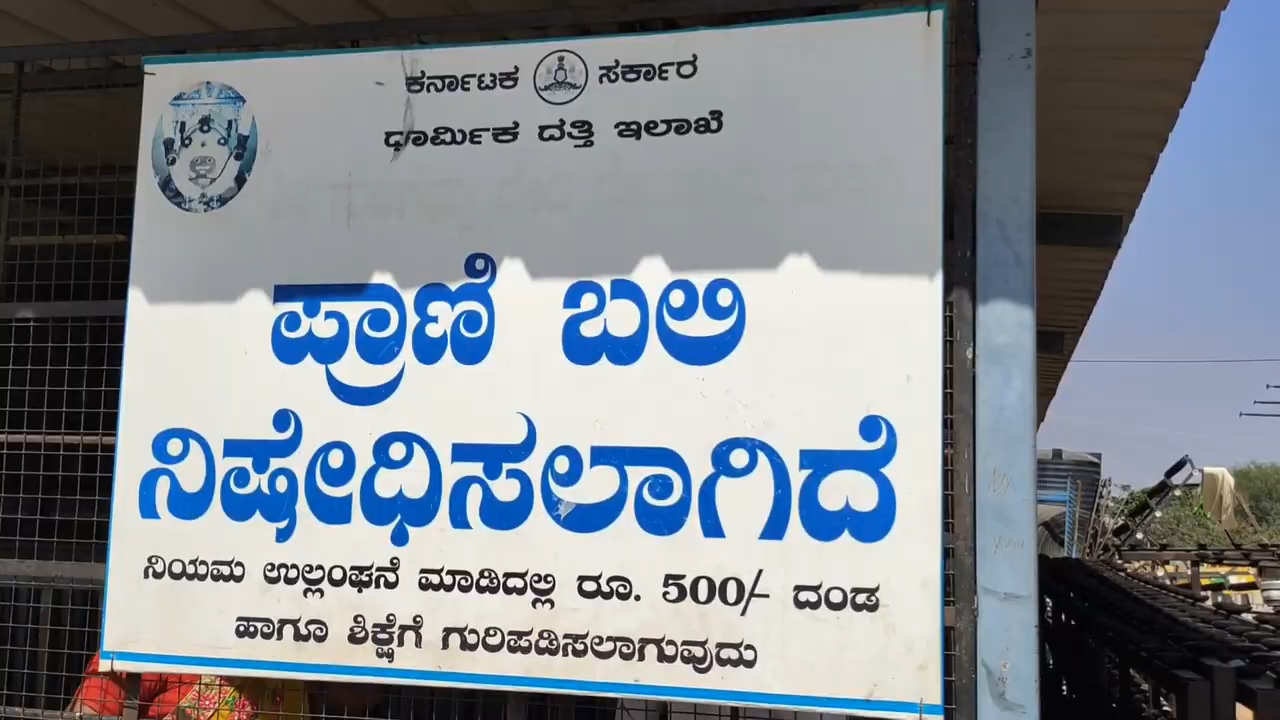 ಕರ್ನಾಟಕ ಸರ್ಕಾರ
ಧಾರ್ಮಿಕ ದತ್ತಿ ಇಲಾಖೆ
ಪ್ರಾಣಿ ಬಲಿ
ನಿಷೇಧಿಸಲಾಗಿದೆ
ನಿಯಮ ಉಲ್ಲಂಘನೆ ಮಾಡಿದಲ್ಲಿ ರೂ. 500/- ದಂಡ
ಹಾಗೂ ಶಿಕ್ಷೆಗೆ ಗುರಿಪಡಿಸಲಾಗುವುದು